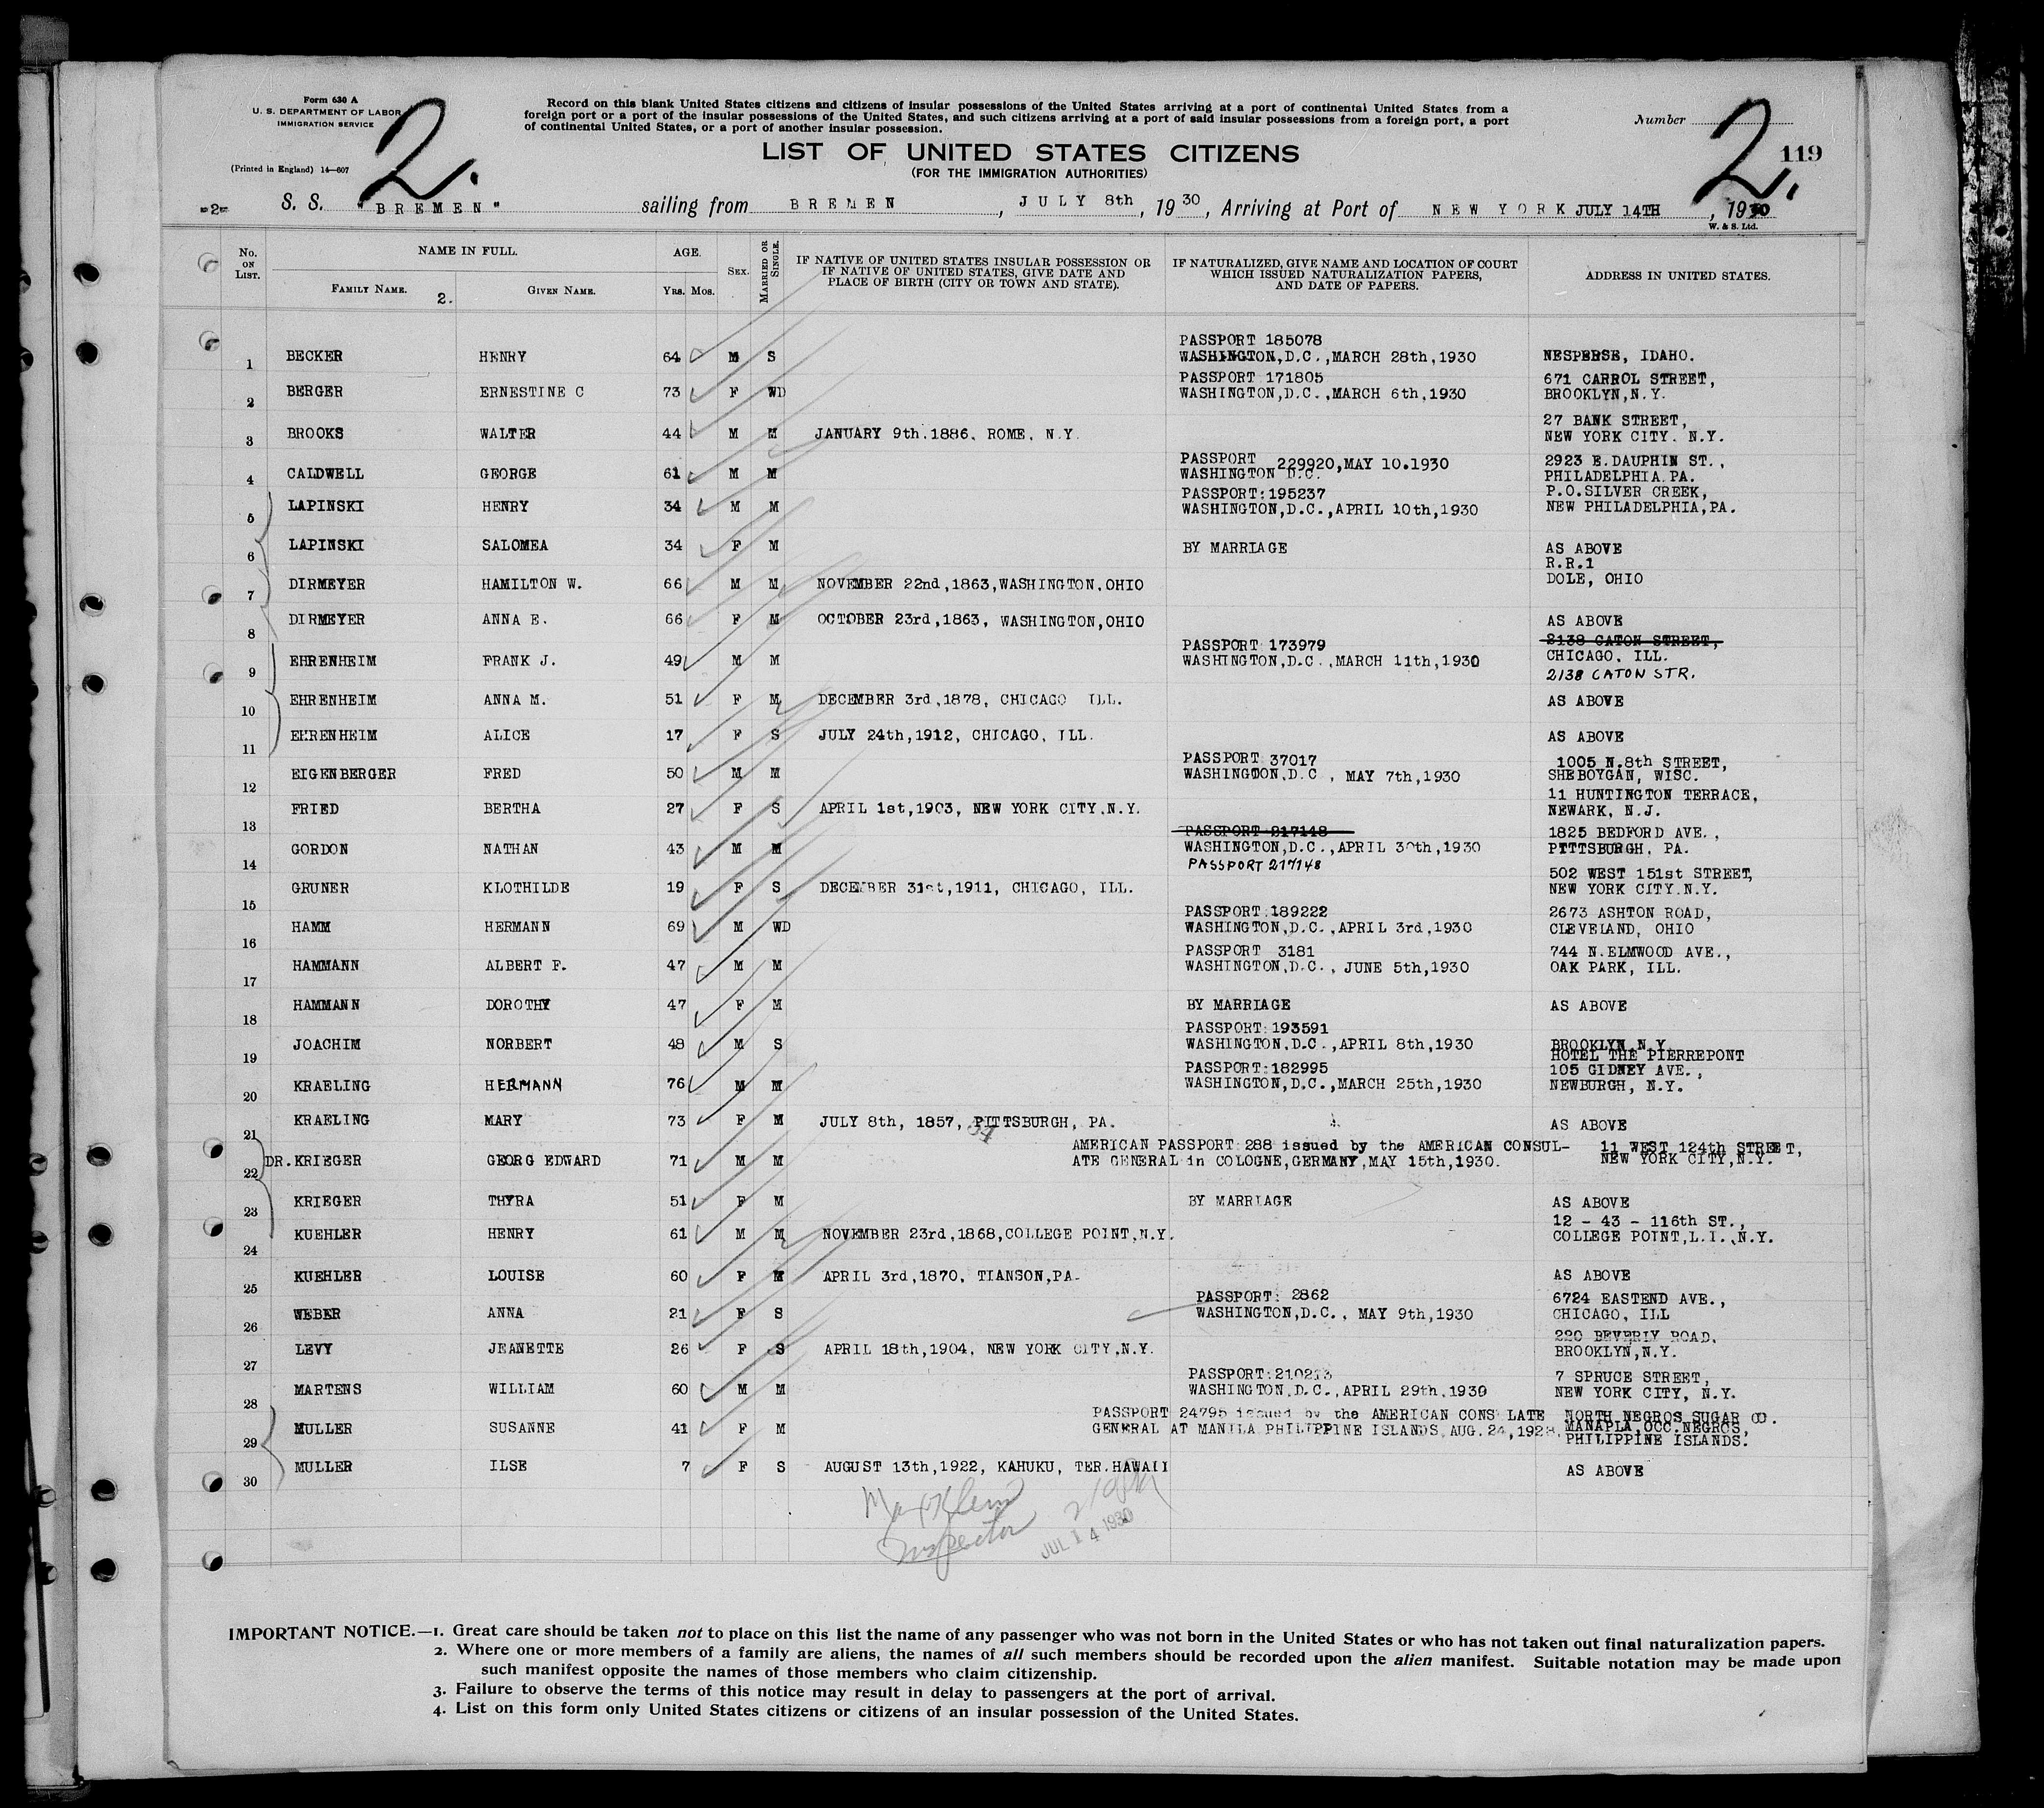 Form 630 A
U. S. DEPARTMENT OF LABOR
IMMIGRATION SERVICE
(Printed in England) 14—607
2.
Record on this blank United States citizens and citizens of insular possessions of the United States arriving at a port of continental United States from a
foreign port or a port of the insular possessions of the United States, and such citizens arriving at a port of said insular possessions from a foreign port, a port
of continental United States, or a port of another insular possession.
Number
2.
119
LIST OF UNITED STATES CITIZENS
(FOR THE IMMIGRATION AUTHORITIES)
-2- S. S. "BREMEN" sailing from BREMEN, JULY 8th, 1930, Arriving at Port of NEW YORK JULY 14TH, 1930
W. & S. Ltd.
No. ON LIST. NAME IN FULL. AGE. SEX. MARRIED OR SINGLE. IF NATIVE OF UNITED STATES INSULAR POSSESSION OR IF NATIVE OF UNITED STATES, GIVE DATE AND PLACE OF BIRTH (CITY OR TOWN AND STATE). IF NATURALIZED, GIVE NAME AND LOCATION OF COURT WHICH ISSUED NATURALIZATION PAPERS, AND DATE OF PAPERS. ADDRESS IN UNITED STATES.
FAMILY NAME. 2. GIVEN NAME. YRS. MOS.
1 BECKER HENRY 64 M S PASSPORT 185078 WASHINGTON,D.C.,MARCH 28th,1930 NESPERSE, IDAHO.
2 BERGER ERNESTINE C 73 F WD PASSPORT 171805 WASHINGTON,D.C.,MARCH 6th,1930 671 CARROL STREET, BROOKLYN,N.Y.
3 BROOKS WALTER 44 M M JANUARY 9th.1886, ROME, N.Y. 27 BANK STREET, NEW YORK CITY. N.Y.
4 CALDWELL GEORGE 61 M M PASSPORT 229920,MAY 10.1930 WASHINGTON D.C. 2923 E.DAUPHIN ST., PHILADELPHIA.PA.
5 LAPINSKI HENRY 34 M M PASSPORT:195237 WASHINGTON,D.C.,APRIL 10th,1930 P.O.SILVER CREEK, NEW PHILADELPHIA,PA.
6 LAPINSKI SALOMEA 34 F M BY MARRIAGE AS ABOVE
7 DIRMEYER HAMILTON W. 66 M M NOVEMBER 22nd,1863,WASHINGTON,OHIO R.R.1 DOLE, OHIO
8 DIRMEYER ANNA E. 66 F M OCTOBER 23rd,1863, WASHINGTON,OHIO AS ABOVE
9 EHRENHEIM FRANK J. 49 M M PASSPORT 173979 WASHINGTON,D.C.,MARCH 11th,1930 2138 CATON STREET, CHICAGO, ILL. 2138 CATON STR.
10 EHRENHEIM ANNA M. 51 F M DECEMBER 3rd,1878, CHICAGO ILL. AS ABOVE
11 EHRENHEIM ALICE 17 F S JULY 24th,1912, CHICAGO, ILL. AS ABOVE
12 EIGENBERGER FRED 50 M M PASSPORT 37017 WASHINGTON,D.C , MAY 7th,1930 1005 N.8th STREET, SHEBOYGAN, WISC.
13 FRIED BERTHA 27 F S APRIL 1st,1903, NEW YORK CITY.N.Y. 11 HUNTINGTON TERRACE, NEWARK, N.J.
14 GORDON NATHAN 43 M M PASSPORT 217148 WASHINGTON,D.C.,APRIL 30th,1930 PASSPORT 217148 1825 BEDFORD AVE., PITTSBURGH, PA.
15 GRUNER KLOTHILDE 19 F S DECEMBER 31st,1911, CHICAGO, ILL. 502 WEST 151st STREET, NEW YORK CITY.N.Y.
16 HAMM HERMANN 69 M WD PASSPORT:189222 WASHINGTON,D.C.,APRIL 3rd,1930 2673 ASHTON ROAD, CLEVELAND, OHIO
17 HAMMANN ALBERT F. 47 M M PASSPORT 3181 WASHINGTON,D.C., JUNE 5th,1930 744 N.ELMWOOD AVE., OAK PARK, ILL.
18 HAMMANN DOROTHY 47 F M BY MARRIAGE AS ABOVE
19 JOACHIM NORBERT 48 M S PASSPORT:193591 WASHINGTON,D.C.,APRIL 8th,1930 BROOKLYN,N.Y. HOTEL THE PIERREPONT
20 KRAELING HERMANN 76 M M PASSPORT:182995 WASHINGTON,D.C.,MARCH 25th,1930 105 GIDNEY AVE., NEWBURGH, N.Y.
21 KRAELING MARY 73 F M JULY 8th, 1857, PITTSBURGH, PA. AS ABOVE
22 DR.KRIEGER GEORG EDWARD 71 M M AMERICAN PASSPORT 288 issued by the AMERICAN CONSUL- ATE GENERAL in COLOGNE,GERMANY,MAY 15th,1930. 11 WEST 124th STREET, NEW YORK CITY,N.Y.
23 KRIEGER THYRA 51 F M BY MARRIAGE AS ABOVE
24 KUEHLER HENRY 61 M M NOVEMBER 23rd,1868,COLLEGE POINT,N.Y. 12 - 43 - 116th ST., COLLEGE POINT,L.I.,N.Y.
25 KUEHLER LOUISE 60 F M APRIL 3rd,1870, TIANSON,PA. AS ABOVE
26 WEBER ANNA 21 F S PASSPORT: 2862 WASHINGTON,D.C., MAY 9th,1930 6724 EASTEND AVE., CHICAGO, ILL
27 LEVY JEANETTE 26 F S APRIL 18th,1904, NEW YORK CITY,N.Y. 220 BEVERLY ROAD, BROOKLYN,N.Y.
28 MARTENS WILLIAM 60 M M PASSPORT:210213 WASHINGTON,D.C.,APRIL 29th,1930 7 SPRUCE STREET, NEW YORK CITY, N.Y.
29 MULLER SUSANNE 41 F M PASSPORT 24795 issued by the AMERICAN CONS LATE GENERAL AT MANILA PHILIPPINE ISLANDS, AUG.24,1928. NORTH NEGROS SUGAR CO. MANAPLA,OCC.NEGROS, PHILIPPINE ISLANDS.
30 MULLER ILSE 7 F S AUGUST 13th,1922, KAHUKU, TER.HAWAII AS ABOVE
Max Klein
Inspector
JUL 14 1930
IMPORTANT NOTICE.—1. Great care should be taken not to place on this list the name of any passenger who was not born in the United States or who has not taken out final naturalization papers.
2. Where one or more members of a family are aliens, the names of all such members should be recorded upon the alien manifest. Suitable notation may be made upon
such manifest opposite the names of those members who claim citizenship.
3. Failure to observe the terms of this notice may result in delay to passengers at the port of arrival.
4. List on this form only United States citizens or citizens of an insular possession of the United States.